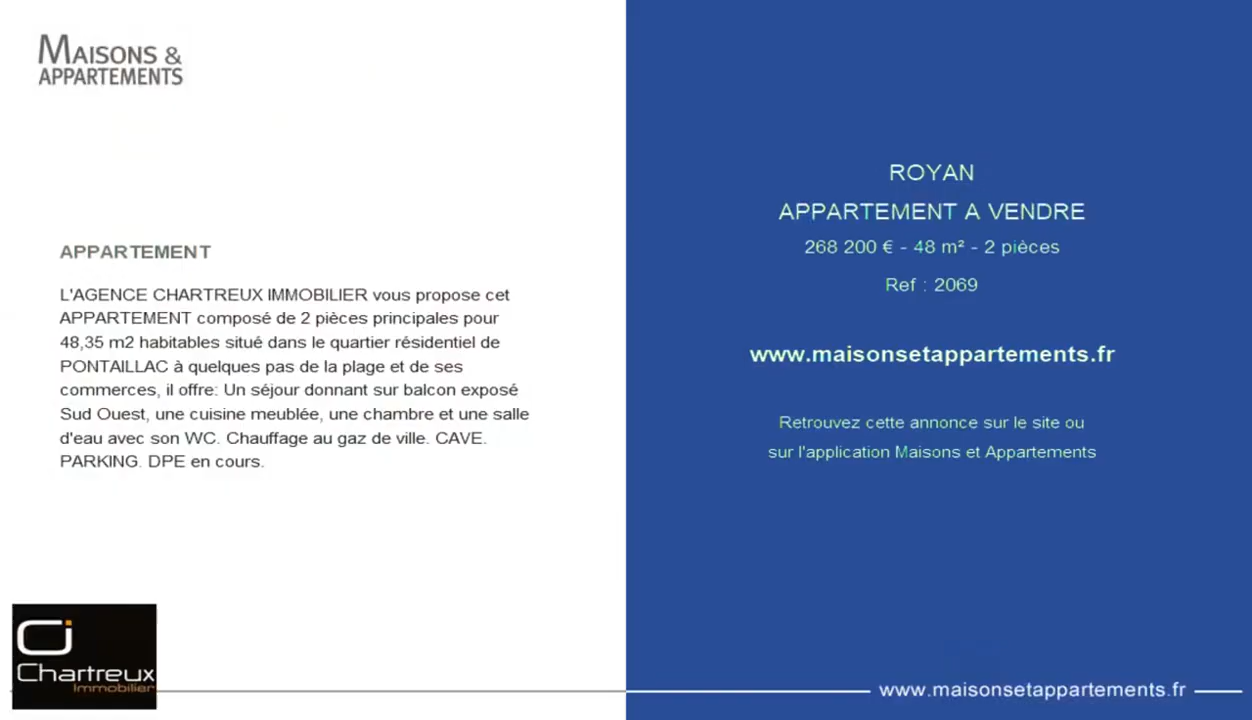 MAISONS &
APPARTEMENTS
APPARTEMENT
L'AGENCE CHARTREUX IMMOBILIER vous propose cet
APPARTEMENT composé de 2 pièces principales pour
48,35 m2 habitables situé dans le quartier résidentiel de
PONTAILLAC à quelques pas de la plage et de ses
commerces, il offre: Un séjour donnant sur balcon exposé
Sud Ouest, une cuisine meublée, une chambre et une salle
d'eau avec son WC. Chauffage au gaz de ville. CAVE.
PARKING. DPE en cours.
Ci
Chartreux
Immobilier
ROYAN
APPARTEMENT A VENDRE
268 200 € - 48 m² - 2 pièces
Ref : 2069
www.maisonsetappartements.fr
Retrouvez cette annonce sur le site ou
sur l'application Maisons et Appartements
www.maisonsetappartements.fr